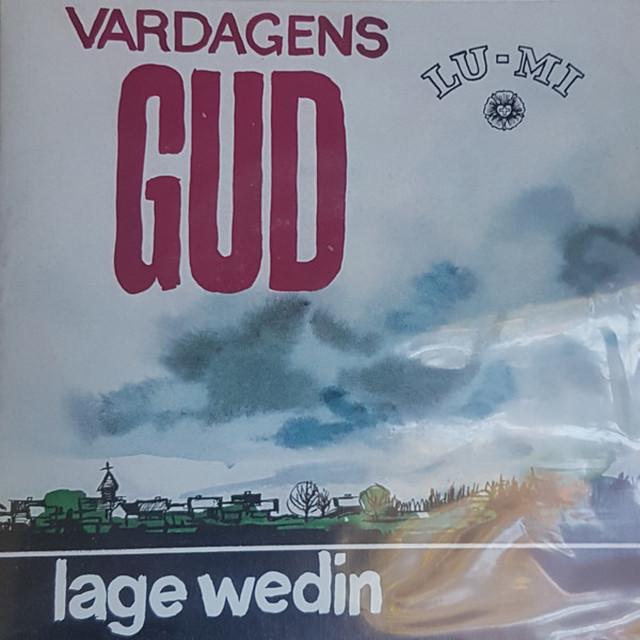 VARDAGENS
GUD
LU-MI
lage wedin